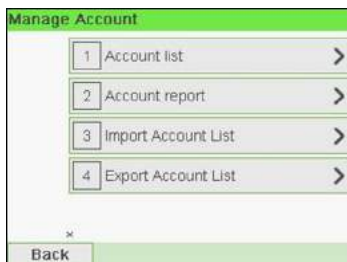 Manage Account
1 Account list
2 Account report
3 Import Account List
4 Export Account List
Back